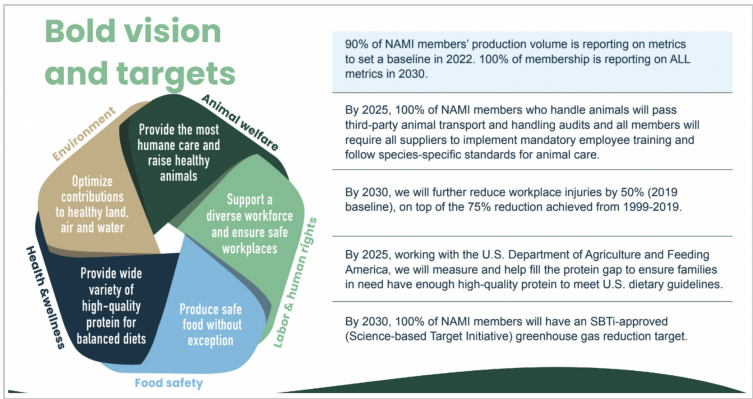 Bold vision
and targets
Environment
Animal welfare
Labor & human rights
Food safety
Health &wellness
Provide the most
humane care and
raise healthy
animals
Support a
diverse workforce
and ensure safe
workplaces
Produce safe
food without
exception
Provide wide
variety of
high-quality
protein for
balanced diets
Optimize
contributions
to healthy land,
air and water
90% of NAMI members' production volume is reporting on metrics
to set a baseline in 2022. 100% of membership is reporting on ALL
metrics in 2030.
By 2025, 100% of NAMI members who handle animals will pass
third-party animal transport and handling audits and all members will
require all suppliers to implement mandatory employee training and
follow species-specific standards for animal care.
By 2030, we will further reduce workplace injuries by 50% (2019
baseline), on top of the 75% reduction achieved from 1999-2019.
By 2025, working with the U.S. Department of Agriculture and Feeding
America, we will measure and help fill the protein gap to ensure families
in need have enough high-quality protein to meet U.S. dietary guidelines.
By 2030, 100% of NAMI members will have an SBTi-approved
(Science-based Target Initiative) greenhouse gas reduction target.